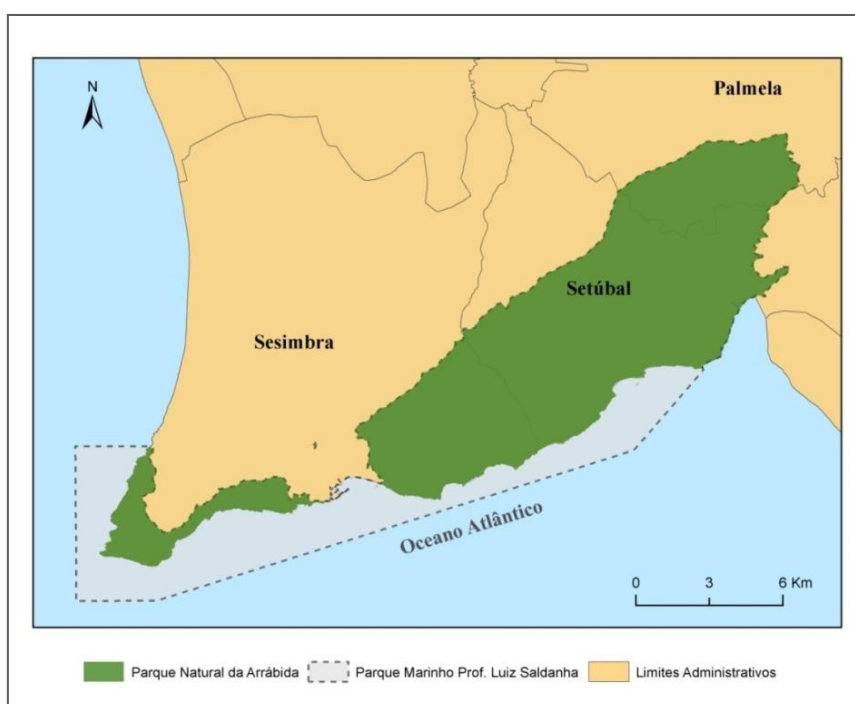 N
Palmela
Setúbal
Sesimbra
Oceano Atlântico
0 3 6 Km
Parque Natural da Arrábida
Parque Marinho Prof. Luiz Saldanha
Limites Administrativos